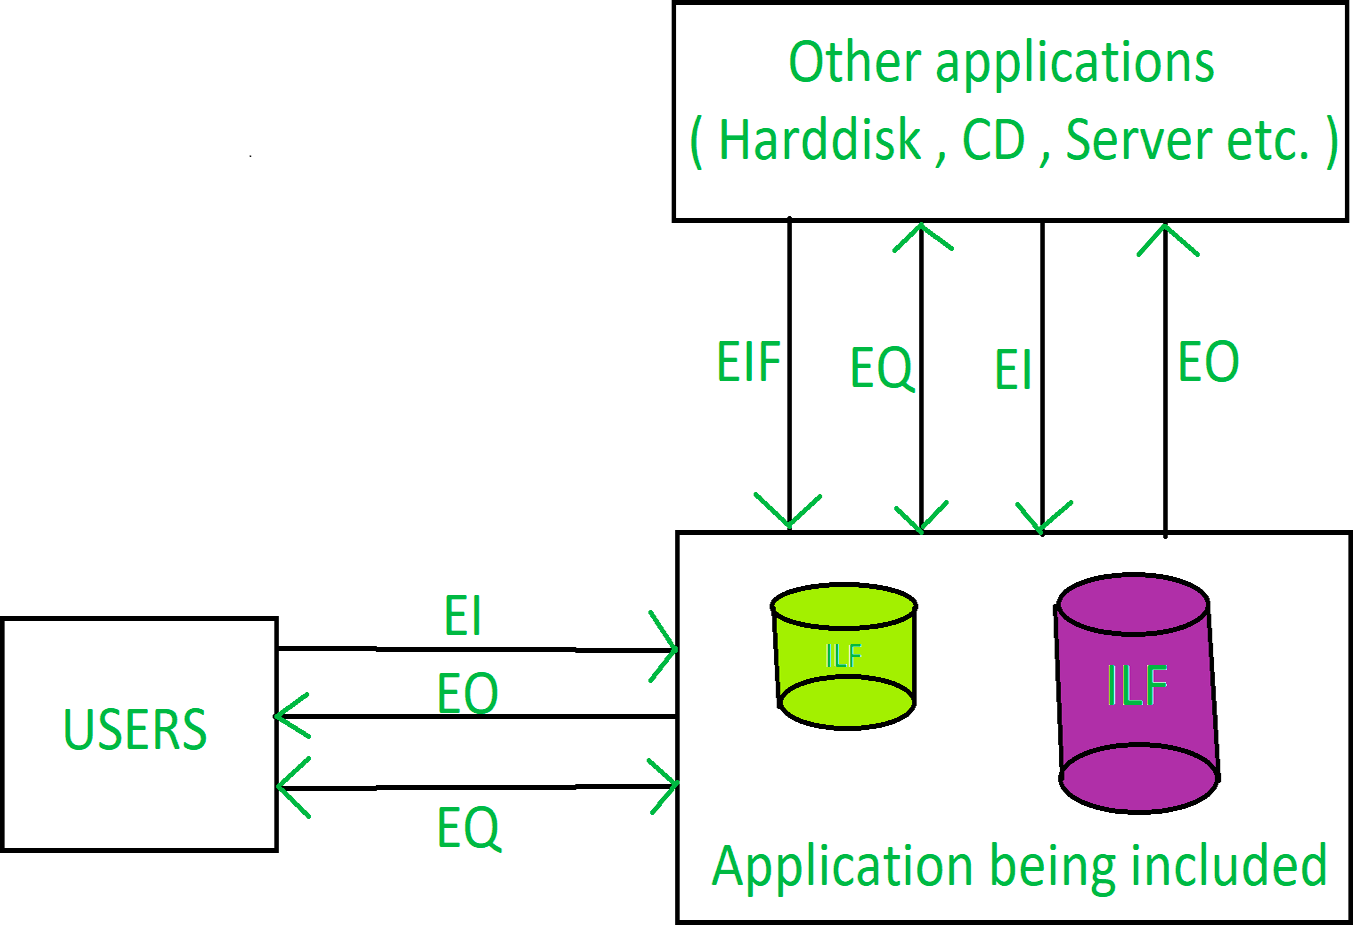 Other applications
( Harddisk , CD , Server etc. )
EIF
EQ
EI
EO
EI
EO
EQ
USERS
ILF
ILF
Application being included